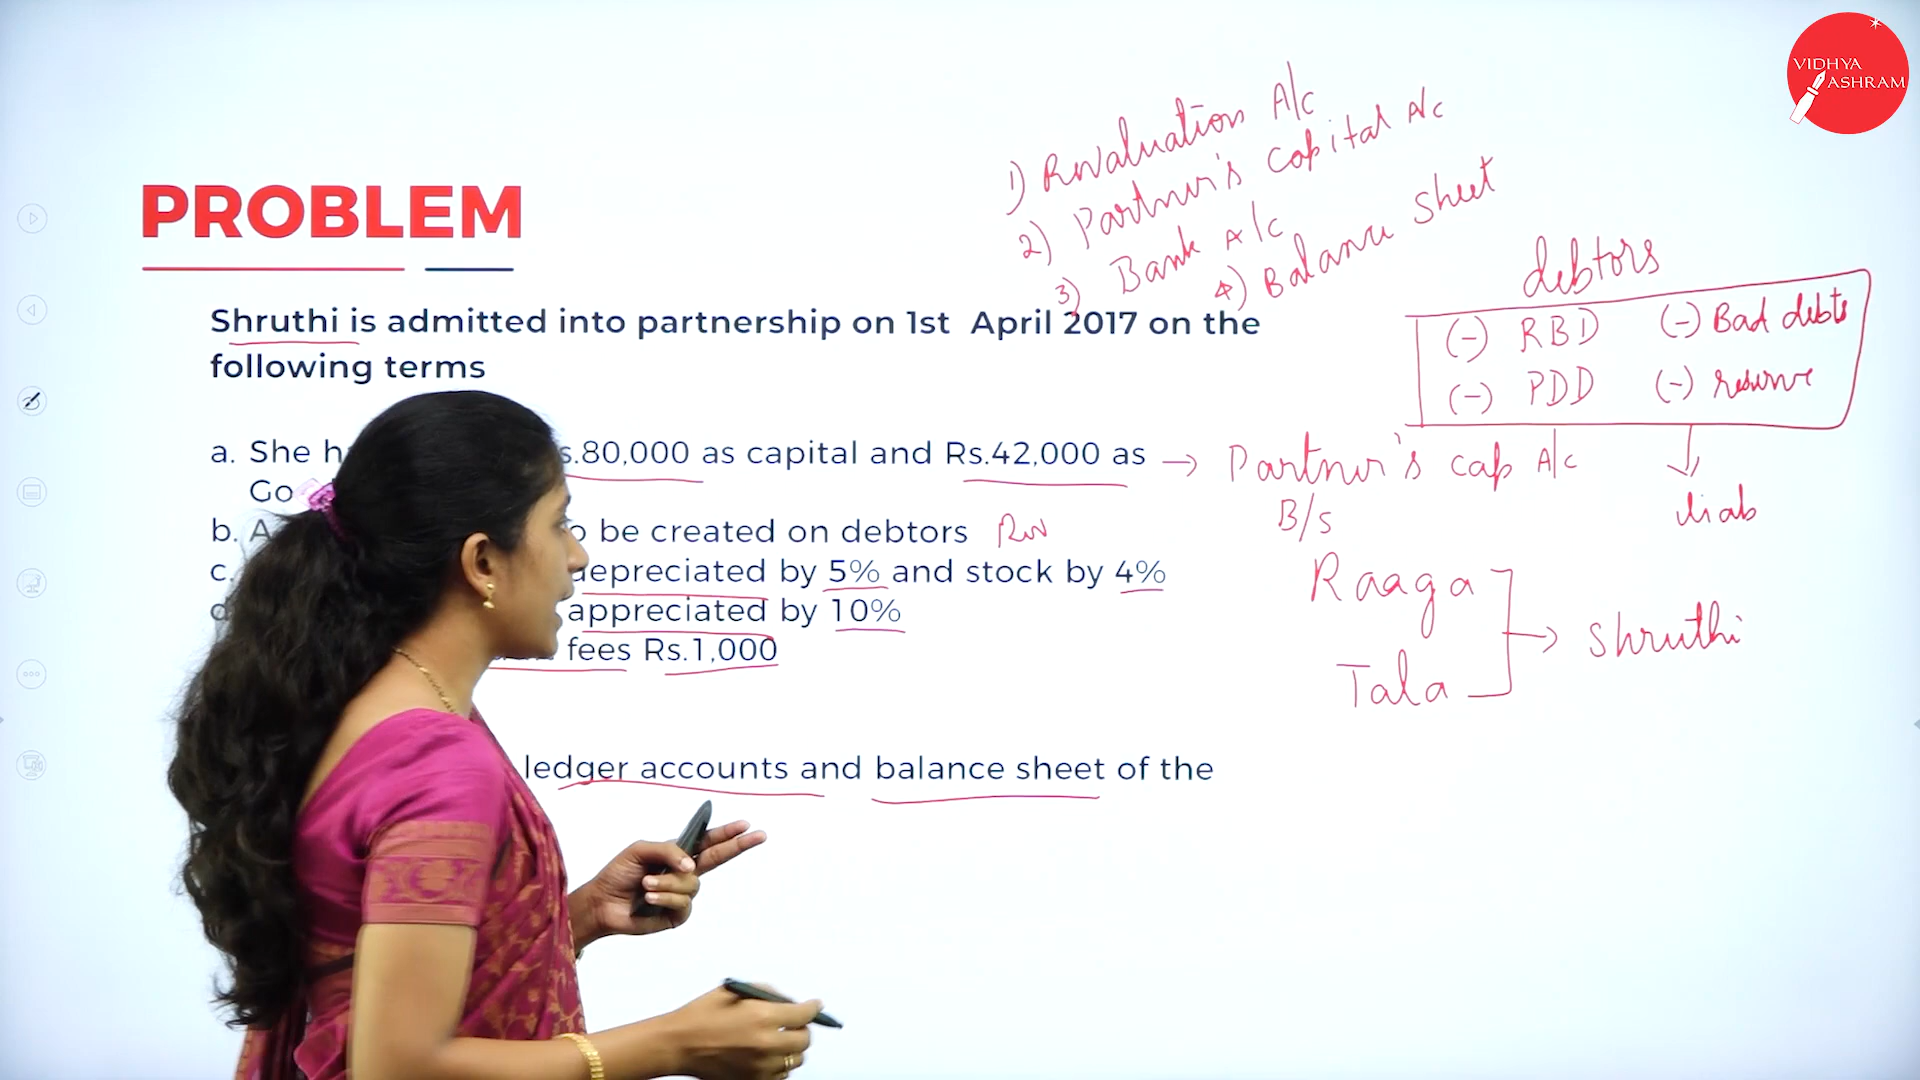 VIDHYA
ASHRAM
1) Revaluation A/c
2) Partner's capital A/c
3) Bank A/c
4) Balance Sheet
PROBLEM
Shruthi is admitted into partnership on 1st April 2017 on the
following terms
debtors
(-) RBD (-) Bad debts
(-) PDD (-) reserve
a. She .80,000 as capital and Rs.42,000 as → Partner's cap A/c
B/s
liab
b. to be created on debtors Rev
c. depreciated by 5% and stock by 4%
appreciated by 10%
fees Rs.1,000
Raaga
Tala
→ Shruthi
ledger accounts and balance sheet of the